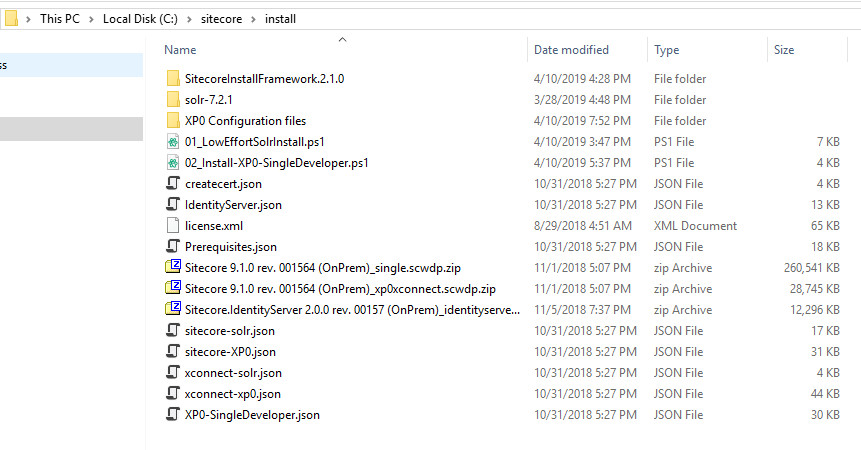 This PC > Local Disk (C:) > sitecore > install
ss
Name Date modified Type Size
SitecoreInstallFramework.2.1.0 4/10/2019 4:28 PM File folder
solr-7.2.1 3/28/2019 4:48 PM File folder
XP0 Configuration files 4/10/2019 7:52 PM File folder
01_LowEffortSolrInstall.ps1 4/10/2019 3:47 PM PS1 File 7 KB
02_Install-XP0-SingleDeveloper.ps1 4/10/2019 5:37 PM PS1 File 4 KB
createcert.json 10/31/2018 5:27 PM JSON File 4 KB
IdentityServer.json 10/31/2018 5:27 PM JSON File 13 KB
license.xml 8/29/2018 4:51 AM XML Document 65 KB
Prerequisites.json 10/31/2018 5:27 PM JSON File 18 KB
Sitecore 9.1.0 rev. 001564 (OnPrem)_single.scwdp.zip 11/1/2018 5:07 PM zip Archive 260,541 KB
Sitecore 9.1.0 rev. 001564 (OnPrem)_xp0xconnect.scwdp.zip 11/1/2018 5:07 PM zip Archive 28,745 KB
Sitecore.IdentityServer 2.0.0 rev. 00157 (OnPrem)_identityserve... 11/5/2018 7:37 PM zip Archive 12,296 KB
sitecore-solr.json 10/31/2018 5:27 PM JSON File 17 KB
sitecore-XP0.json 10/31/2018 5:27 PM JSON File 31 KB
xconnect-solr.json 10/31/2018 5:27 PM JSON File 4 KB
xconnect-xp0.json 10/31/2018 5:27 PM JSON File 44 KB
XP0-SingleDeveloper.json 10/31/2018 5:27 PM JSON File 30 KB